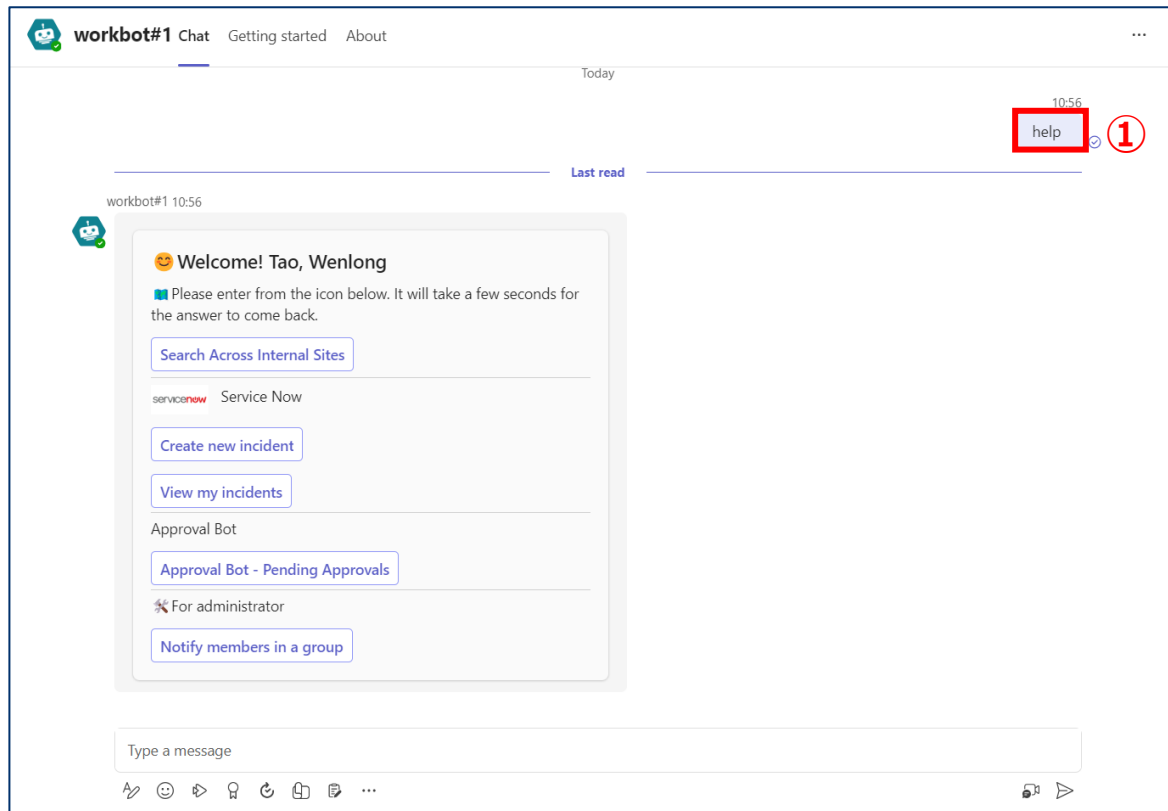 workbot#1 Chat Getting started About
Today
10:56
help
①
Last read
workbot#1 10:56
Welcome! Tao, Wenlong
Please enter from the icon below. It will take a few seconds for
the answer to come back.
Search Across Internal Sites
servicenow Service Now
Create new incident
View my incidents
Approval Bot
Approval Bot - Pending Approvals
For administrator
Notify members in a group
Type a message